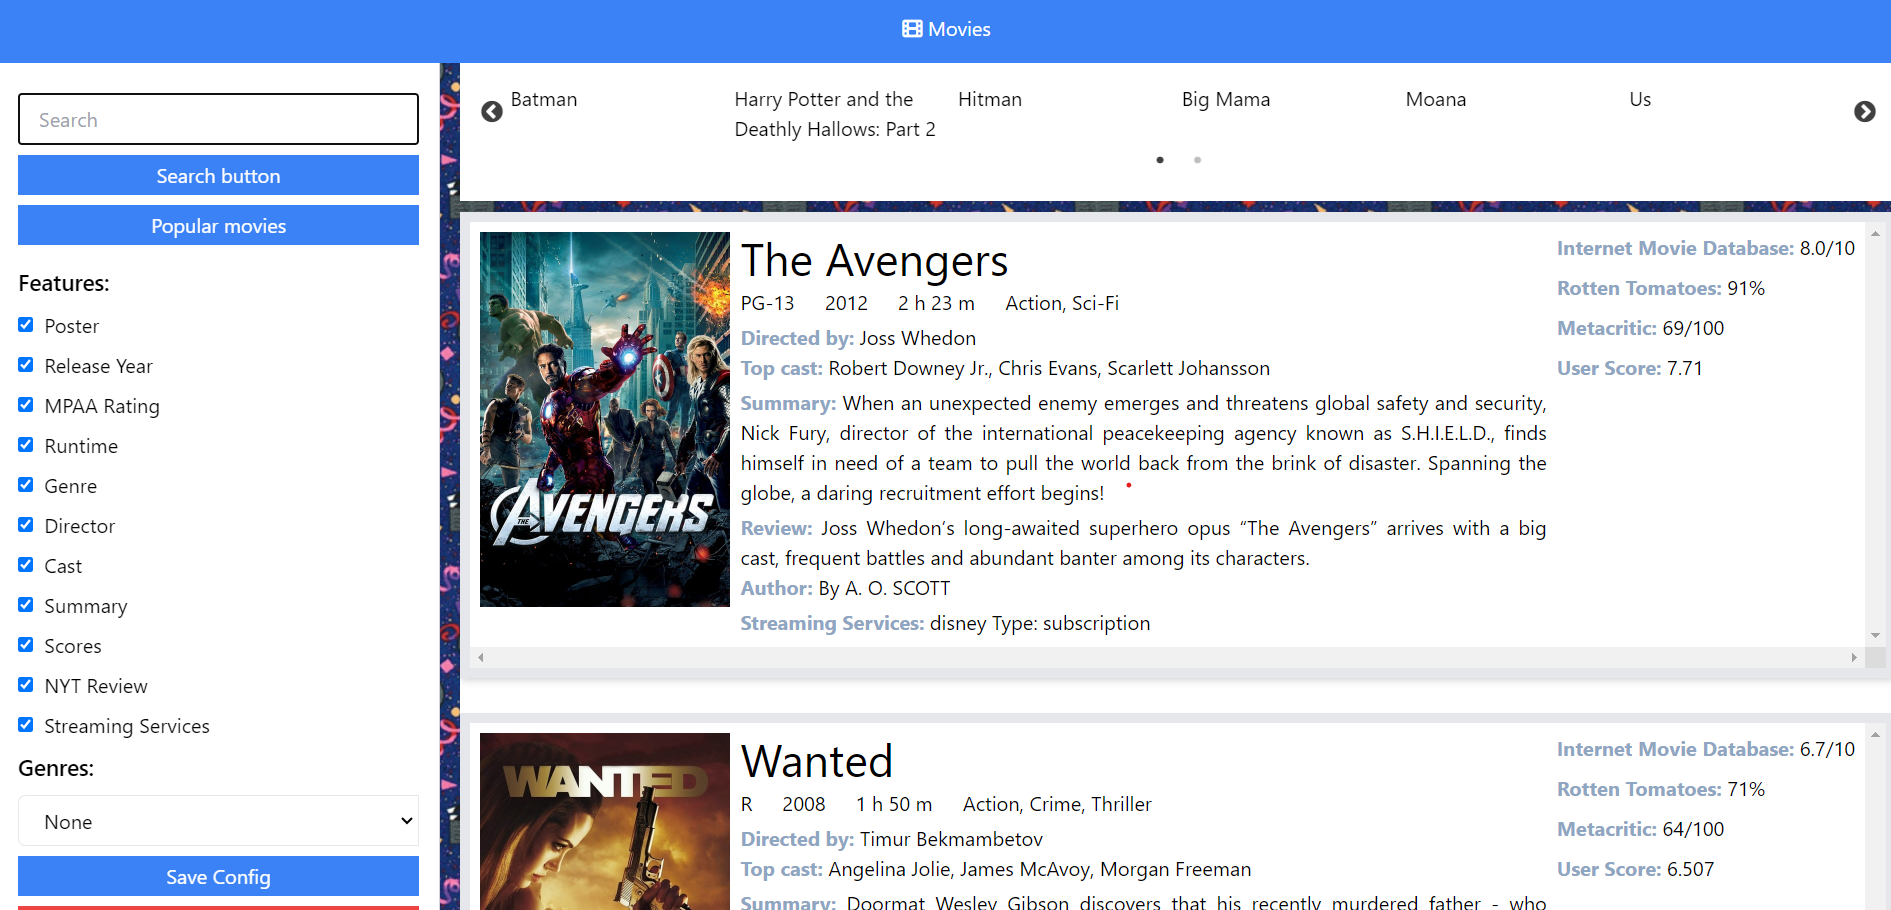 Movies
Search
Search button
Popular movies
Features:
Poster
Release Year
MPAA Rating
Runtime
Genre
Director
Cast
Summary
Scores
NYT Review
Streaming Services
Genres:
None
Save Config
Batman
Harry Potter and the
Deathly Hallows: Part 2
Hitman
Big Mama
Moana
Us
THE AVENGERS
The Avengers
PG-13 2012 2 h 23 m Action, Sci-Fi
Directed by: Joss Whedon
Top cast: Robert Downey Jr., Chris Evans, Scarlett Johansson
Summary: When an unexpected enemy emerges and threatens global safety and security,
Nick Fury, director of the international peacekeeping agency known as S.H.I.E.L.D., finds
himself in need of a team to pull the world back from the brink of disaster. Spanning the
globe, a daring recruitment effort begins!
Review: Joss Whedon’s long-awaited superhero opus “The Avengers” arrives with a big
cast, frequent battles and abundant banter among its characters.
Author: By A. O. SCOTT
Streaming Services: disney Type: subscription
Internet Movie Database: 8.0/10
Rotten Tomatoes: 91%
Metacritic: 69/100
User Score: 7.71
WANTED
Wanted
R 2008 1 h 50 m Action, Crime, Thriller
Directed by: Timur Bekmambetov
Top cast: Angelina Jolie, James McAvoy, Morgan Freeman
Summary: Doormat Wesley Gibson discovers that his recently murdered father - who
Internet Movie Database: 6.7/10
Rotten Tomatoes: 71%
Metacritic: 64/100
User Score: 6.507